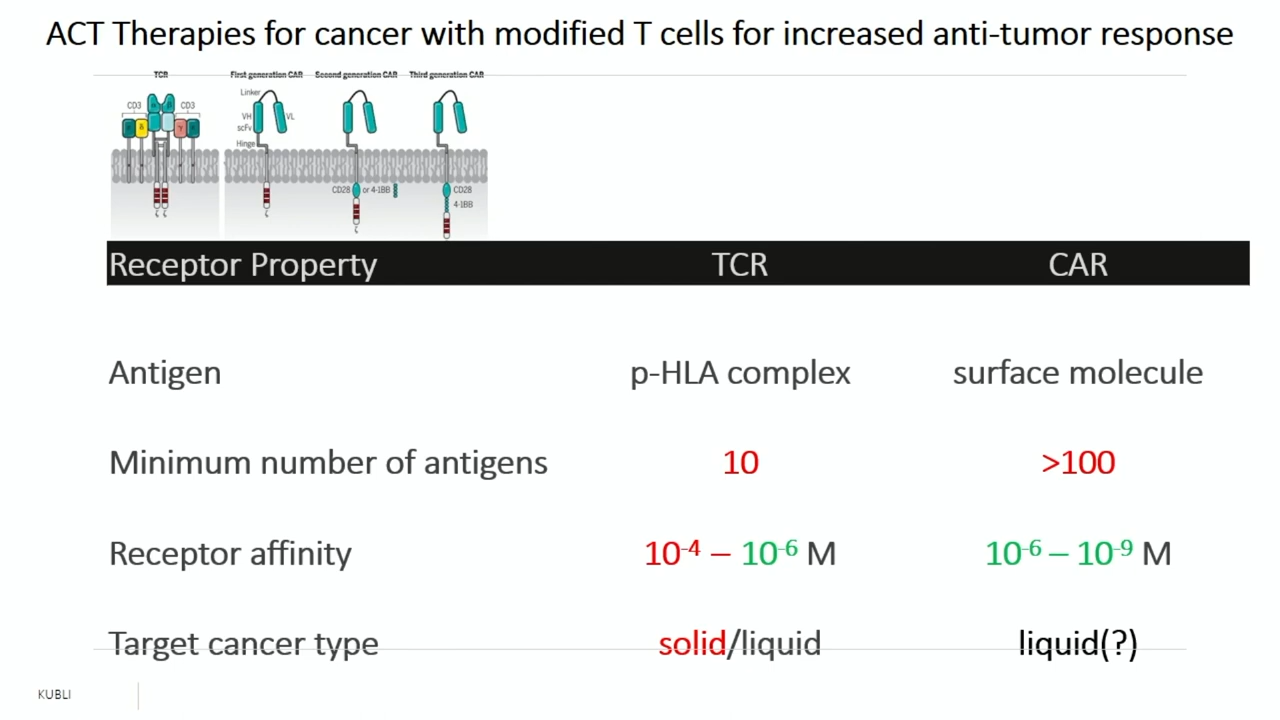 ACT Therapies for cancer with modified T cells for increased anti-tumor response
TCR First generation CAR Second generation CAR Third generation CAR
Linker
CD3 CD3
VH VL
scFv
Hinge
CD28 or 4-1BB CD28
4-1BB
Receptor Property TCR CAR
Antigen p-HLA complex surface molecule
Minimum number of antigens 10 >100
Receptor affinity 10⁻⁴ – 10⁻⁶ M 10⁻⁶ – 10⁻⁹ M
Target cancer type solid/liquid liquid(?)
KUBLI